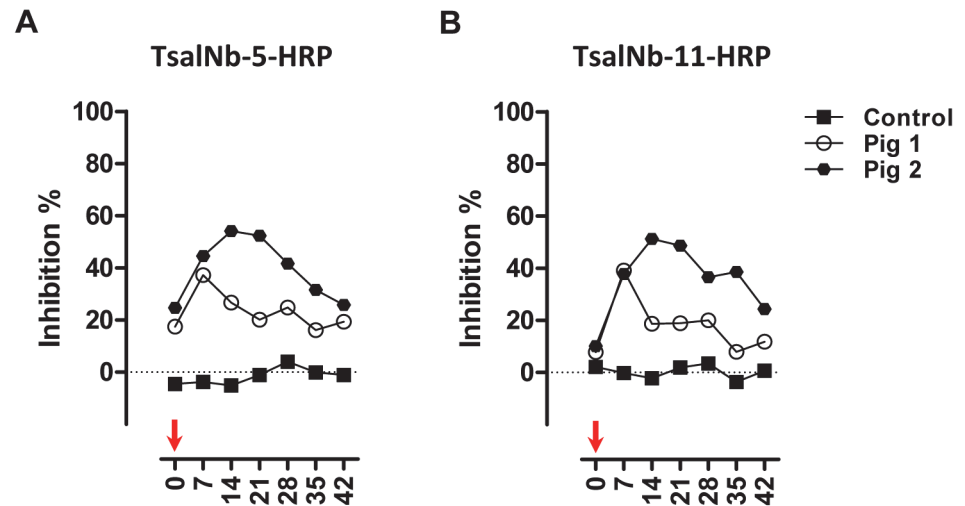 A
TsalNb-5-HRP
Inhibition %
100
80
60
40
20
0
0 7 14 21 28 35 42
B
TsalNb-11-HRP
Inhibition %
100
80
60
40
20
0
0 7 14 21 28 35 42
Control
Pig 1
Pig 2